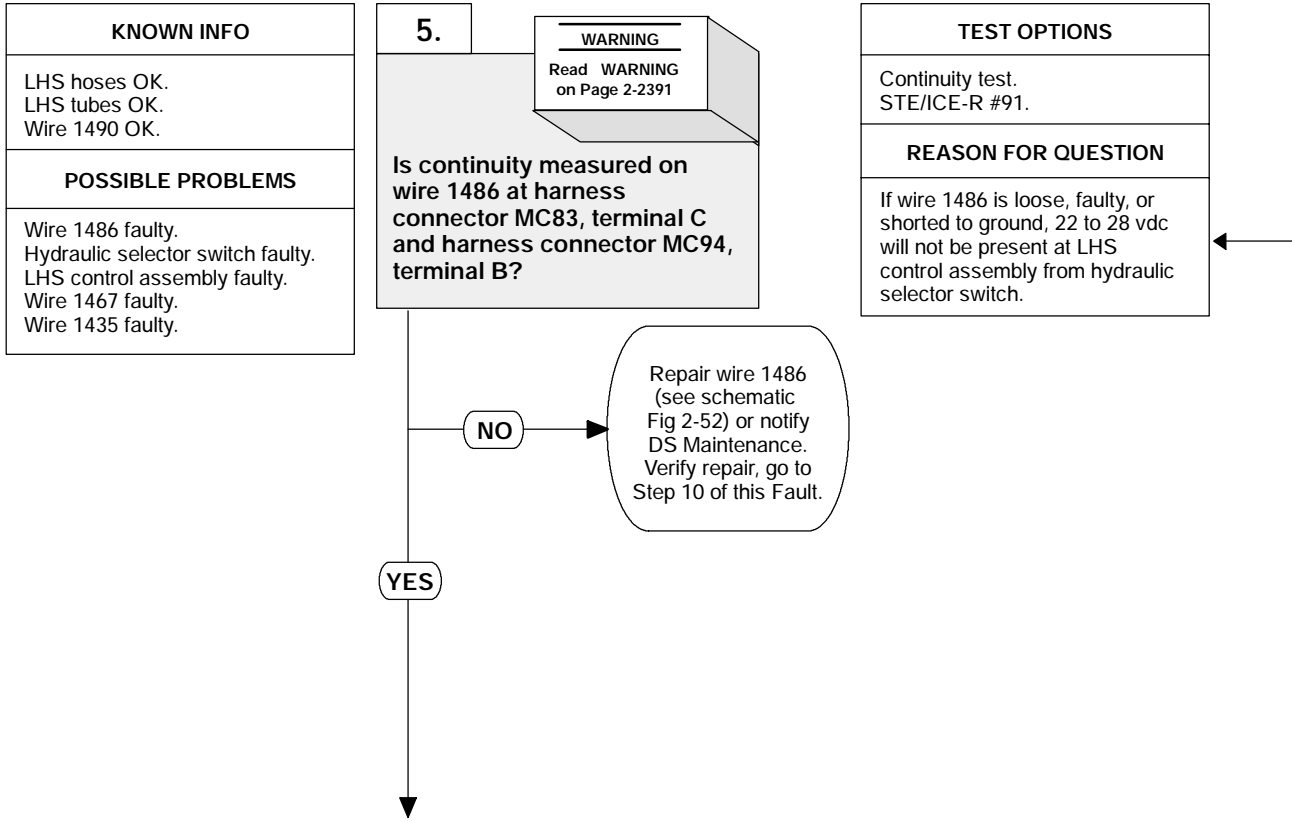 KNOWN INFO
LHS hoses OK.
LHS tubes OK.
Wire 1490 OK.
POSSIBLE PROBLEMS
Wire 1486 faulty.
Hydraulic selector switch faulty.
LHS control assembly faulty.
Wire 1467 faulty.
Wire 1435 faulty.
5.
WARNING
Read WARNING
on Page 2-2391
Is continuity measured on
wire 1486 at harness
connector MC83, terminal C
and harness connector MC94,
terminal B?
TEST OPTIONS
Continuity test.
STE/ICE-R #91.
REASON FOR QUESTION
If wire 1486 is loose, faulty, or
shorted to ground, 22 to 28 vdc
will not be present at LHS
control assembly from hydraulic
selector switch.
NO
Repair wire 1486
(see schematic
Fig 2-52) or notify
DS Maintenance.
Verify repair, go to
Step 10 of this Fault.
YES